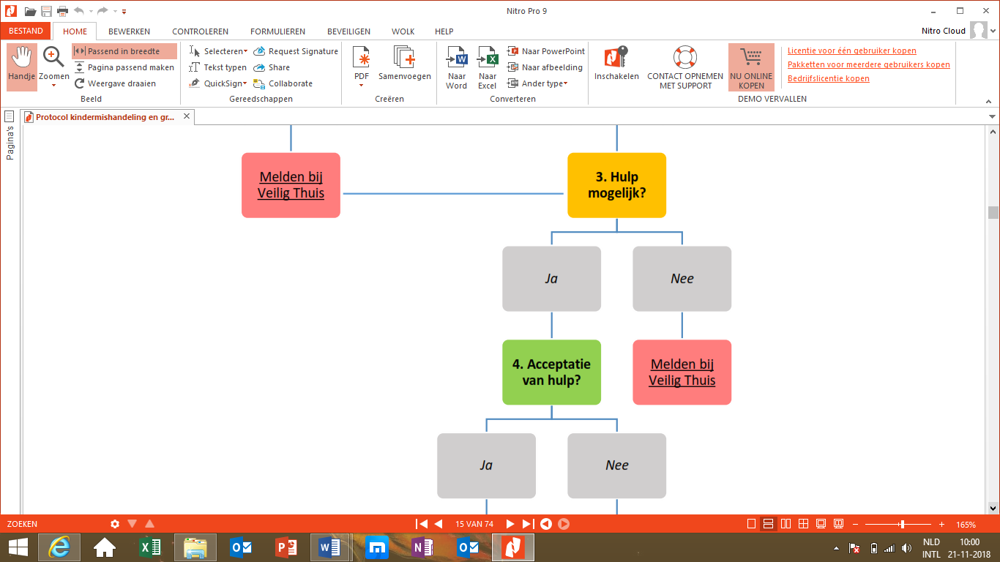 Nitro Pro 9
BESTAND HOME BEWERKEN CONTROLEREN FORMULIEREN BEVEILIGEN WOLK HELP Nitro Cloud
Handje
Zoomen
Passend in breedte
Pagina passend maken
Weergave draaien
Beeld
Selecteren
Tekst typen
QuickSign
Request Signature
Share
Collaborate
Gereedschappen
PDF
Samenvoegen
Creëren
Naar
Word
Naar
Excel
Naar PowerPoint
Naar afbeelding
Ander type
Converteren
Inschakelen
CONTACT OPNEMEN
MET SUPPORT
NU ONLINE
KOPEN
Licentie voor één gebruiker kopen
Pakketten voor meerdere gebruikers kopen
Bedrijfslicentie kopen
DEMO VERVALLEN
Pagina's
Protocol kindermishandeling en gr...
Melden bij
Veilig Thuis
3. Hulp
mogelijk?
Ja
Nee
4. Acceptatie
van hulp?
Melden bij
Veilig Thuis
Ja
Nee
ZOEKEN
15 VAN 74
165%
NLD
INTL
10:00
21-11-2018